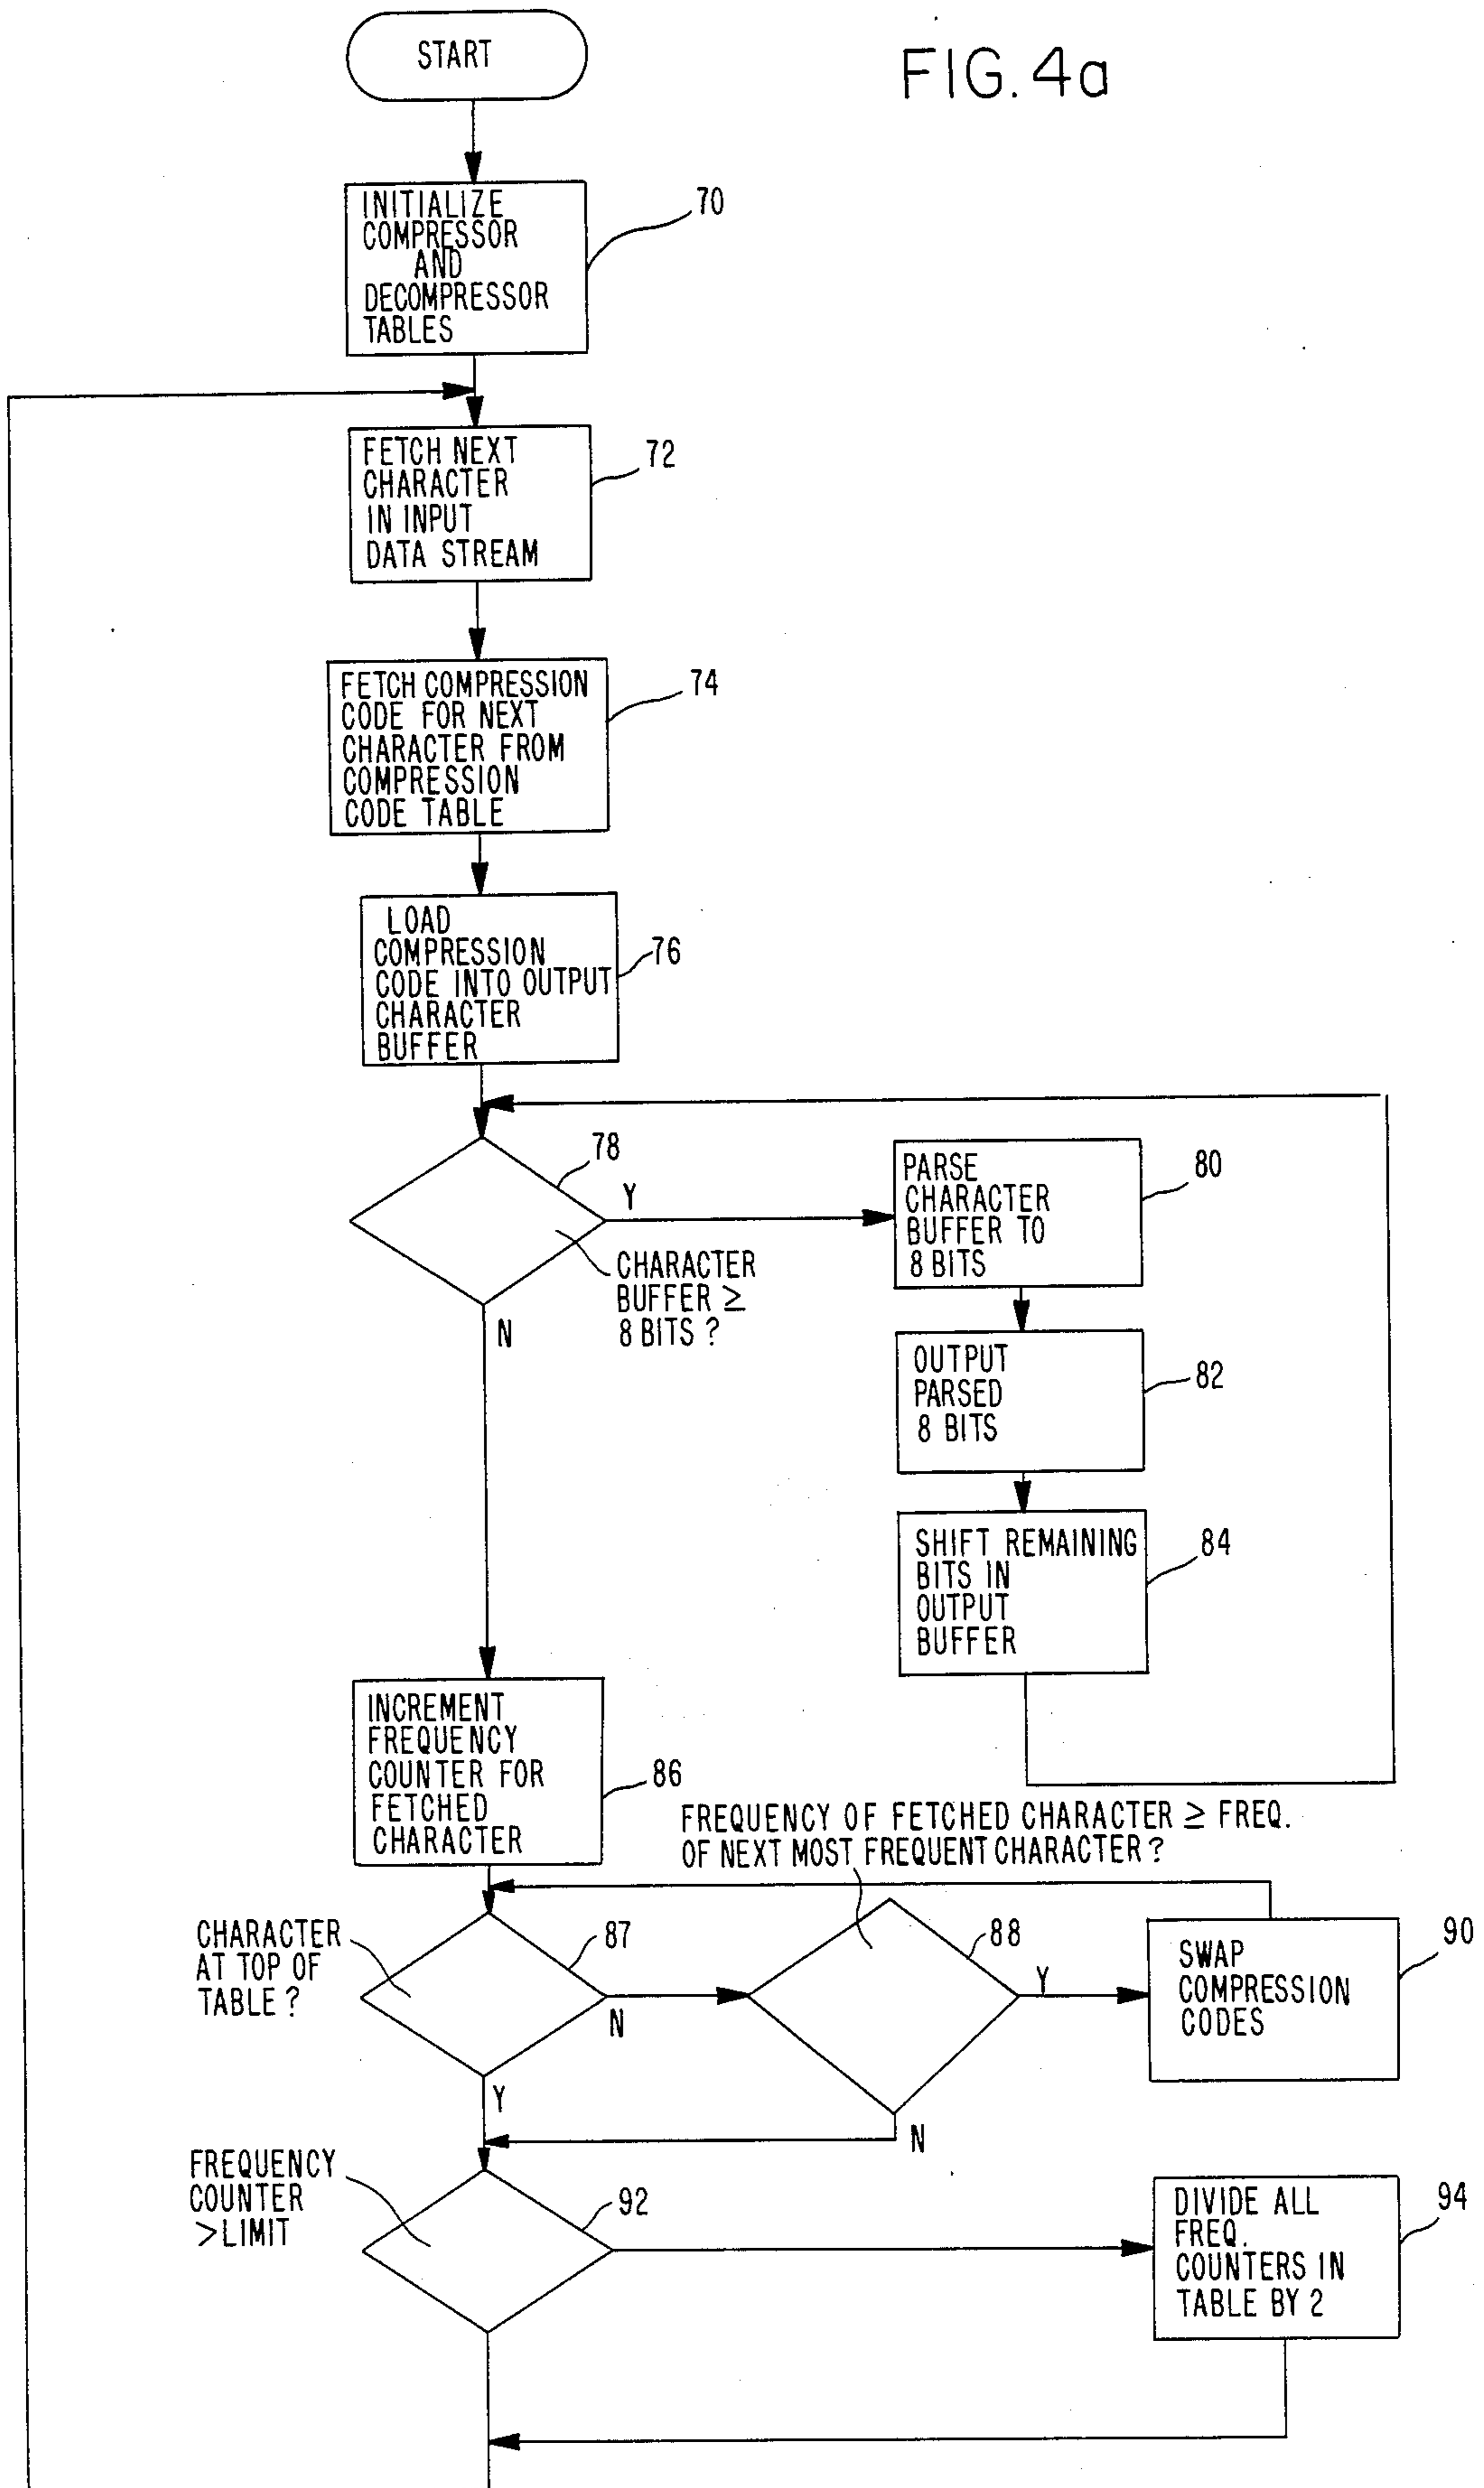 START
FIG. 4a
INITIALIZE
COMPRESSOR
AND
DECOMPRESSOR
TABLES
70
FETCH NEXT
CHARACTER
IN INPUT
DATA STREAM
72
FETCH COMPRESSION
CODE FOR NEXT
CHARACTER FROM
COMPRESSION
CODE TABLE
74
LOAD
COMPRESSION
CODE INTO OUTPUT
CHARACTER
BUFFER
76
78
Y
CHARACTER
BUFFER ≥
8 BITS ?
N
PARSE
CHARACTER
BUFFER TO
8 BITS
80
OUTPUT
PARSED
8 BITS
82
SHIFT REMAINING
BITS IN
OUTPUT
BUFFER
84
INCREMENT
FREQUENCY
COUNTER FOR
FETCHED
CHARACTER
86
FREQUENCY OF FETCHED CHARACTER ≥ FREQ.
OF NEXT MOST FREQUENT CHARACTER ?
CHARACTER
AT TOP OF
TABLE ?
87
N
Y
88
Y
N
SWAP
COMPRESSION
CODES
90
FREQUENCY
COUNTER
>LIMIT
92
DIVIDE ALL
FREQ.
COUNTERS IN
TABLE BY 2
94